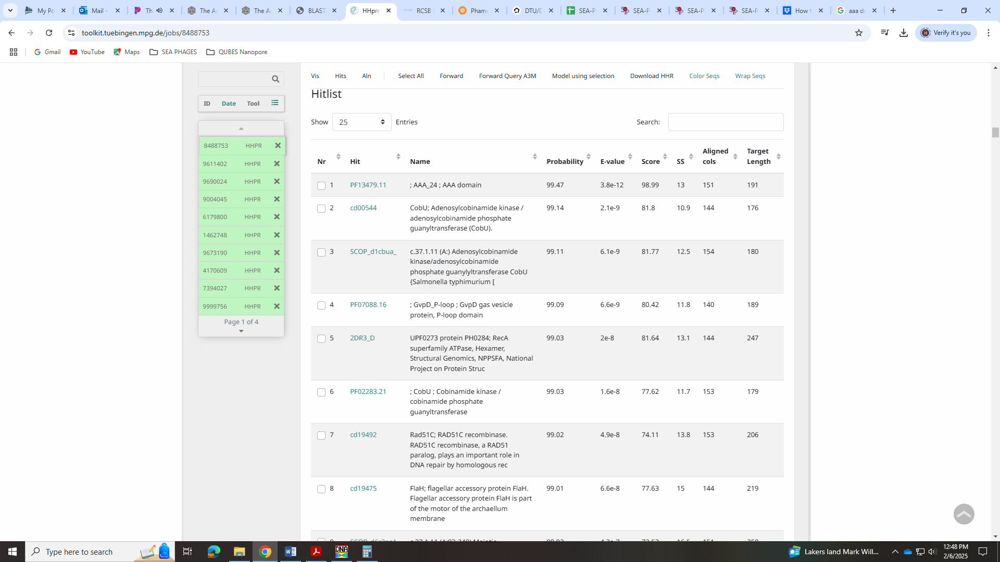 My Po
Mail -
Th
The Ac
The Ac
BLAST
HHpre
RCSB
Phame
DTU/D
SEA-P
SEA-P
SEA-P
SEA-P
How t
aaa do
toolkit.tuebingen.mpg.de/jobs/8488753
Verify it's you
Gmail
YouTube
Maps
SEA PHAGES
QUBES Nanopore
Vis Hits Aln Select All Forward Forward Query A3M Model using selection Download HHR Color Seqs Wrap Seqs
ID Date Tool
8488753 HHPR
9611402 HHPR
9690024 HHPR
9004045 HHPR
6179800 HHPR
1462748 HHPR
9673190 HHPR
4170609 HHPR
7394027 HHPR
9999756 HHPR
Page 1 of 4
Hitlist
Show 25 Entries Search:
Nr Hit Name Probability E-value Score SS Aligned cols Target Length
1 PF13479.11 ; AAA_24 ; AAA domain 99.47 3.8e-12 98.99 13 151 191
2 cd00544 CobU; Adenosylcobinamide kinase / 99.14 2.1e-9 81.8 10.9 144 176
adenosylcobinamide phosphate
guanyltransferase (CobU).
3 SCOP_d1cbua_ c.37.1.11 (A:) Adenosylcobinamide 99.11 6.1e-9 81.77 12.5 154 180
kinase/adenosylcobinamide
phosphate guanylyltransferase CobU
{Salmonella typhimurium [
4 PF07088.16 ; GvpD_P-loop ; GvpD gas vesicle 99.09 6.6e-9 80.42 11.8 140 189
protein, P-loop domain
5 2DR3_D UPF0273 protein PH0284; RecA 99.03 2e-8 81.64 13.1 144 247
superfamily ATPase, Hexamer,
Structural Genomics, NPPSFA, National
Project on Protein Struc
6 PF02283.21 ; CobU ; Cobinamide kinase / 99.03 1.6e-8 77.62 11.7 153 179
cobinamide phosphate
guanyltransferase
7 cd19492 Rad51C; RAD51C recombinase. 99.02 4.9e-8 74.11 13.8 153 206
RAD51C recombinase, a RAD51
paralog, plays an important role in
DNA repair by homologous rec
8 cd19475 FlaH; flagellar accessory protein FlaH. 99.01 6.6e-8 77.63 15 144 219
Flagellar accessory protein FlaH is part
of the motor of the archaellum
membrane
Type here to search
DNA
Lakers land Mark Will...
12:48 PM
2/6/2025